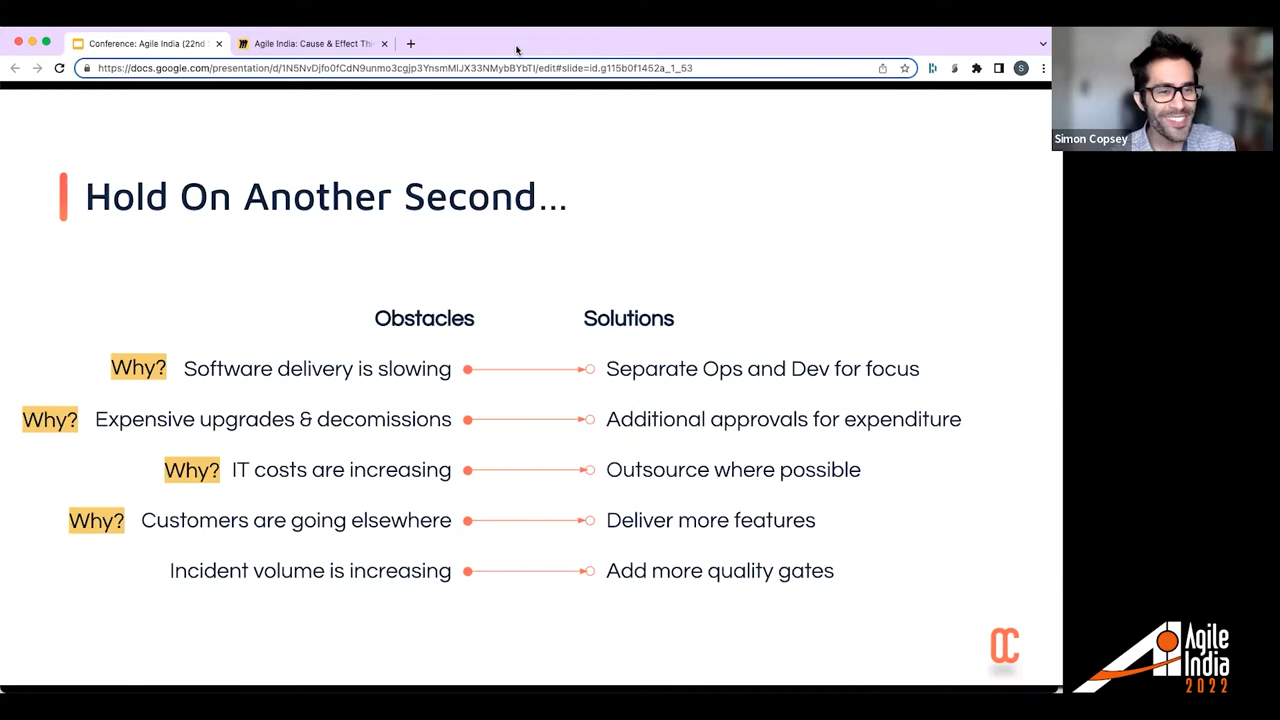 Conference: Agile India (22nd
Agile India: Cause & Effect Thi
https://docs.google.com/presentation/d/1N5NvDjfo0fCdN9unmo3cgjp3YnsmMlJX33NMybBYbTI/edit#slide=id.g115b0f1452a_1_53
S
Simon Copsey
Hold On Another Second...
Obstacles Solutions
Why? Software delivery is slowing Separate Ops and Dev for focus
Why? Expensive upgrades & decomissions Additional approvals for expenditure
Why? IT costs are increasing Outsource where possible
Why? Customers are going elsewhere Deliver more features
Incident volume is increasing Add more quality gates
OC
Agile
India
2022